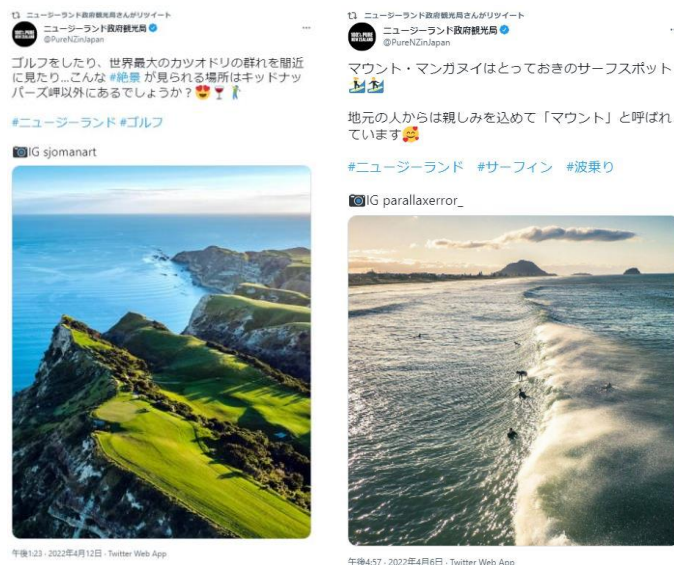 ニュージーランド政府観光局さんがリツイート
ニュージーランド政府観光局
@PureNZinJapan
ゴルフをしたり、世界最大のカツオドリの群れを間近
に見たり...こんな #絶景 が見られる場所はキッドナッ
パーズ岬以外にあるでしょうか？😍🍷🏌
#ニュージーランド #ゴルフ
📷IG sjomanart
午後1:23 · 2022年4月12日 · Twitter Web App
ニュージーランド政府観光局さんがリツイート
ニュージーランド政府観光局
@PureNZinJapan
マウント・マンガヌイはとっておきのサーフスポット
🏄🏄
地元の人からは親しみを込めて「マウント」と呼ばれ
ています🥰
#ニュージーランド #サーフィン #波乗り
📷IG parallaxerror_
午後4:57 · 2022年4月6日 · Twitter Web App